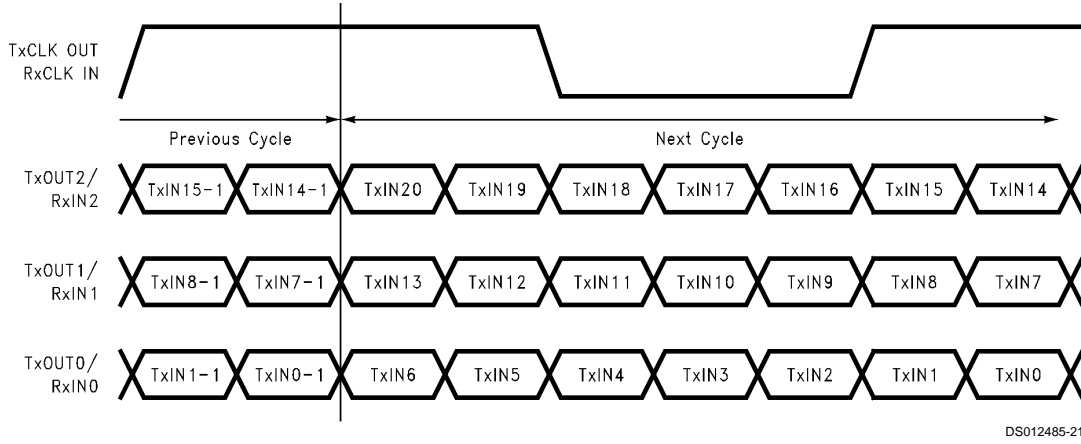 TxCLK OUT
RxCLK IN
Previous Cycle
Next Cycle
TxOUT2/
RxIN2
TxIN15-1 TxIN14-1 TxIN20 TxIN19 TxIN18 TxIN17 TxIN16 TxIN15 TxIN14
TxOUT1/
RxIN1
TxIN8-1 TxIN7-1 TxIN13 TxIN12 TxIN11 TxIN10 TxIN9 TxIN8 TxIN7
TxOUT0/
RxIN0
TxIN1-1 TxIN0-1 TxIN6 TxIN5 TxIN4 TxIN3 TxIN2 TxIN1 TxIN0
DS012485-21